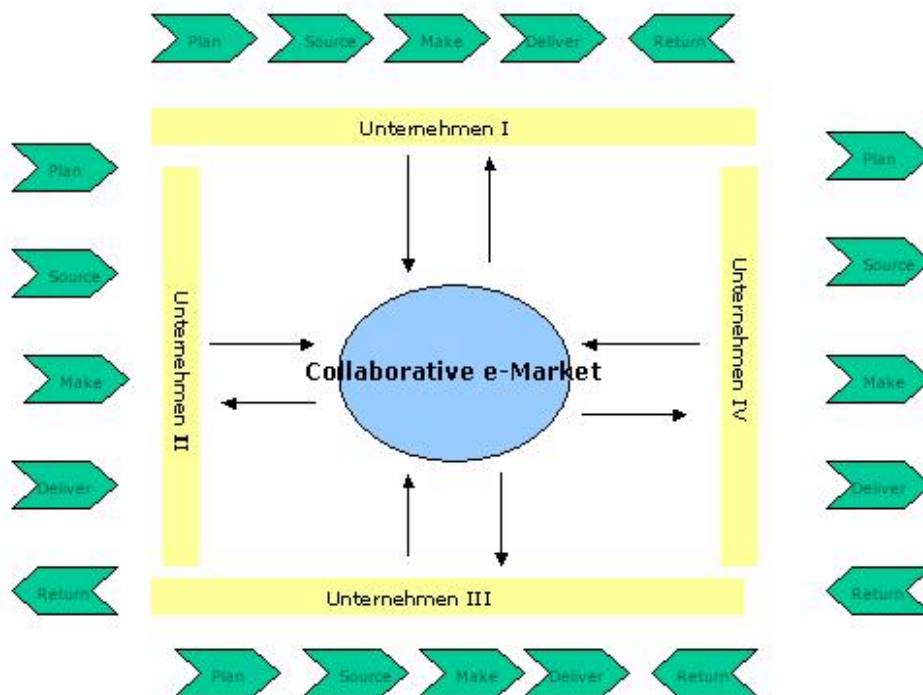 Plan Source Make Deliver Return
Unternehmen I
Plan
Source
Make
Deliver
Return
Unternehmen II
Collaborative e-Market
Unternehmen IV
Plan
Source
Make
Deliver
Return
Unternehmen III
Plan Source Make Deliver Return